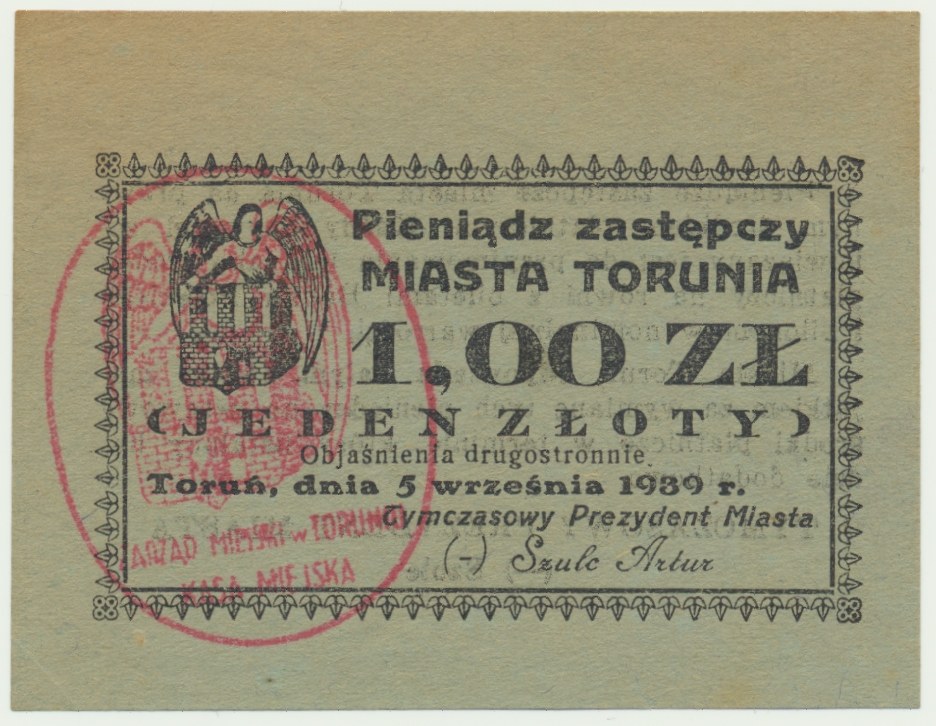 Pieniądz zastępczy
MIASTA TORUNIA
1,00 ZŁ
(JEDEN ZŁOTY)
Objaśnienia drugostronnie.
Toruń, dnia 5 września 1939 r.
Tymczasowy Prezydent Miasta
(-) Szulc Artur
ARZĄD MIEJSKI w TORUNIU
KASA MIEJSKA